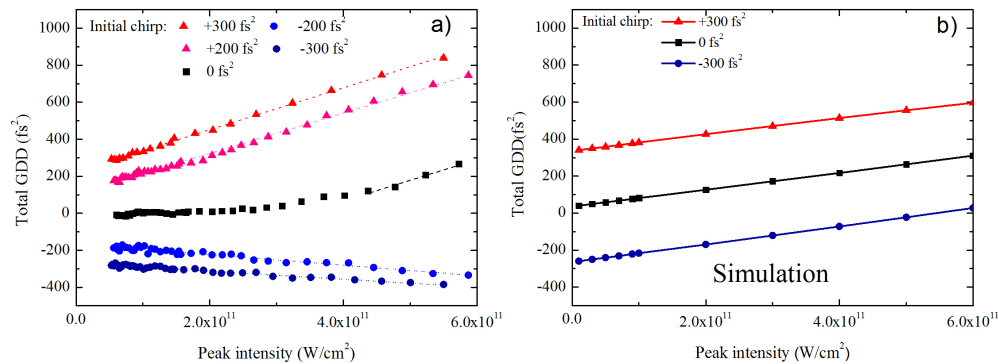 a)
Initial chirp:
+300 fs²
-200 fs²
+200 fs²
-300 fs²
0 fs²
Total GDD (fs²)
1000
800
600
400
200
0
-200
-400
0.0
2.0x10¹¹
4.0x10¹¹
6.0x10¹¹
Peak intensity (W/cm²)
b)
Initial chirp:
+300 fs²
0 fs²
-300 fs²
Total GDD(fs²)
1000
800
600
400
200
0
-200
-400
Simulation
0.0
2.0x10¹¹
4.0x10¹¹
6.0x10¹¹
Peak intensity (W/cm²)